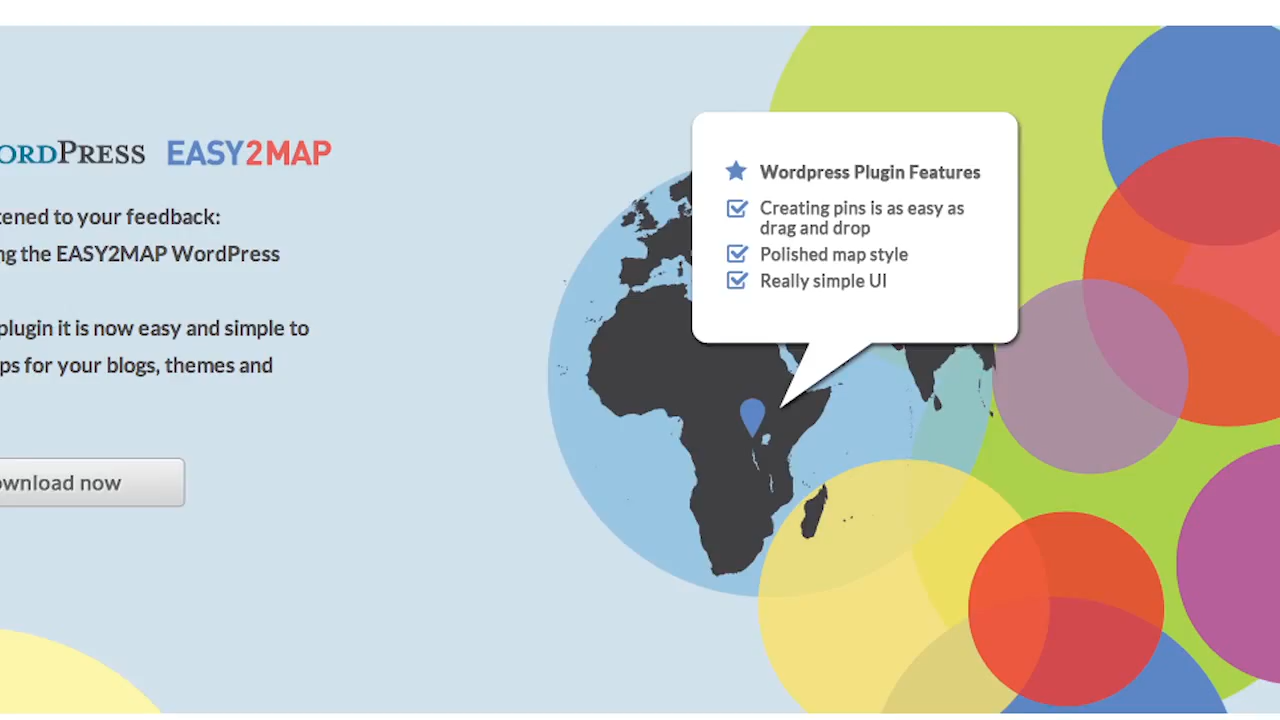 ORDPRESS EASY2MAP
tened to your feedback:
ng the EASY2MAP WordPress
plugin it is now easy and simple to
ps for your blogs, themes and
ownload now
Wordpress Plugin Features
Creating pins is as easy as
drag and drop
Polished map style
Really simple UI